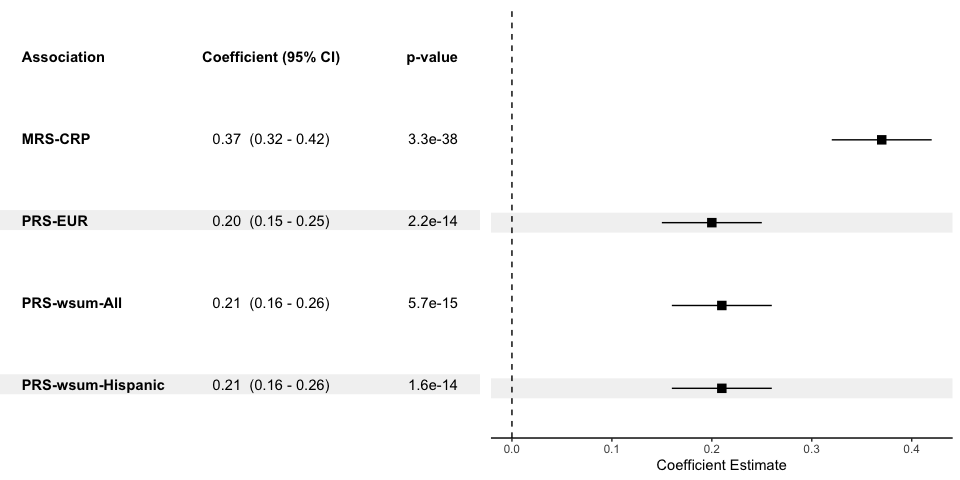 Association Coefficient (95% CI) p-value
MRS-CRP 0.37 (0.32 - 0.42) 3.3e-38
PRS-EUR 0.20 (0.15 - 0.25) 2.2e-14
PRS-wsum-All 0.21 (0.16 - 0.26) 5.7e-15
PRS-wsum-Hispanic 0.21 (0.16 - 0.26) 1.6e-14
0.0 0.1 0.2 0.3 0.4
Coefficient Estimate